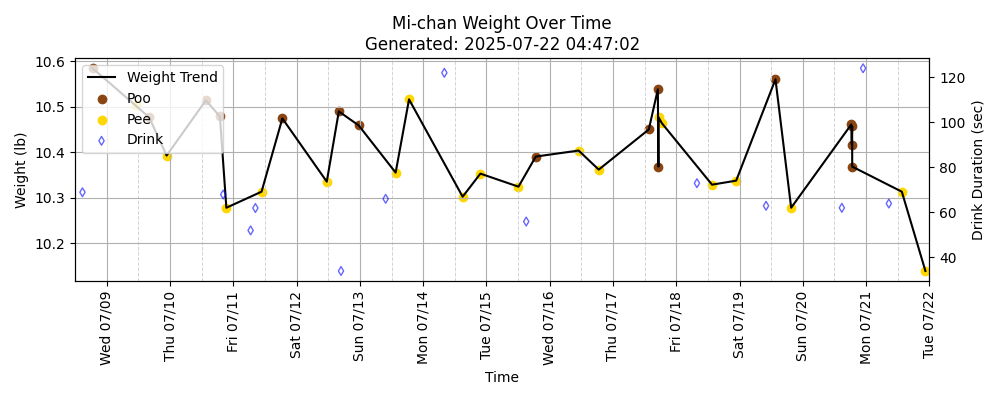 Mi-chan Weight Over Time
Generated: 2025-07-22 04:47:02
Weight (lb)
10.6
10.5
10.4
10.3
10.2
Weight Trend
Poo
Pee
Drink
120
100
80
60
40
Drink Duration (sec)
Wed 07/09
Thu 07/10
Fri 07/11
Sat 07/12
Sun 07/13
Mon 07/14
Tue 07/15
Wed 07/16
Thu 07/17
Fri 07/18
Sat 07/19
Sun 07/20
Mon 07/21
Tue 07/22
Time